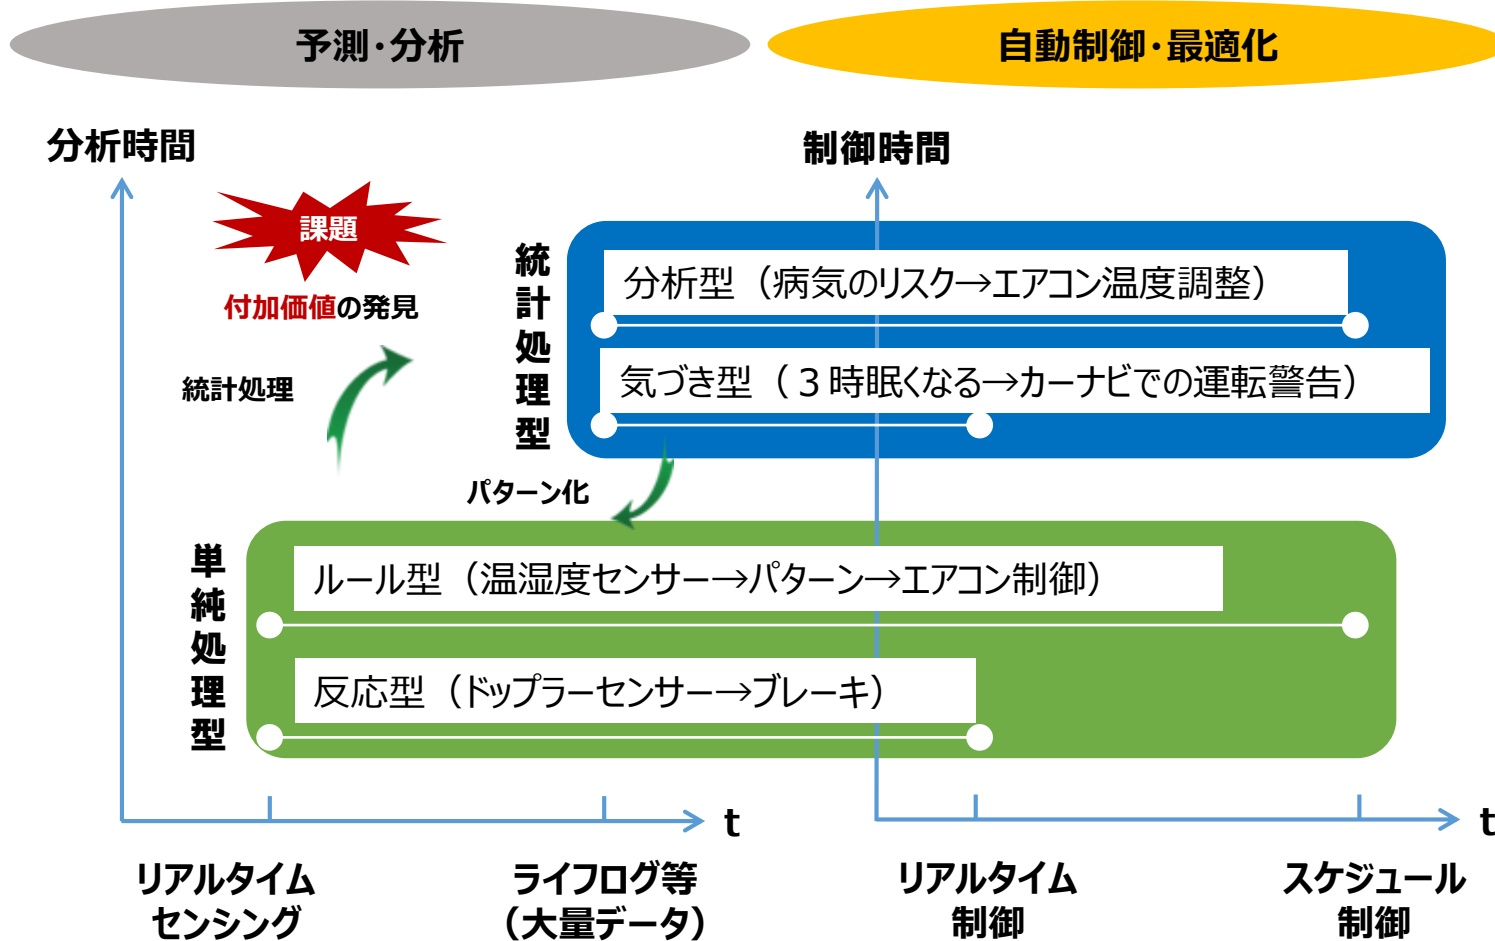 予測・分析
自動制御・最適化
分析時間
制御時間
課題
付加価値の発見
統計処理
統計処理型
分析型（病気のリスク→エアコン温度調整）
気づき型（３時眠くなる→カーナビでの運転警告）
パターン化
単純処理型
ルール型（温湿度センサー→パターン→エアコン制御）
反応型（ドップラーセンサー→ブレーキ）
t
t
リアルタイム
センシング
ライフログ等
（大量データ）
リアルタイム
制御
スケジュール
制御